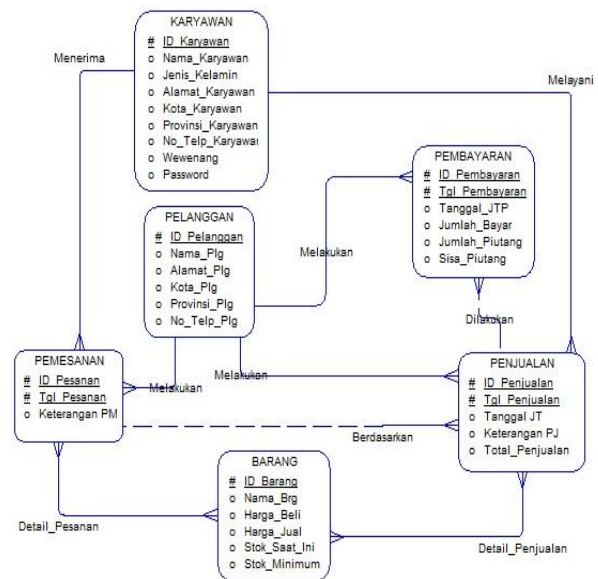 KARYAWAN
# ID_Karyawan
o Nama_Karyawan
o Jenis_Kelamin
o Alamat_Karyawan
o Kota_Karyawan
o Provinsi_Karyawan
o No_Telp_Karyawai
o Wewenang
o Password
Menerima
Melayani
PEMBAYARAN
# ID_Pembayaran
# Tgl_Pembayaran
o Tanggal_JTP
o Jumlah_Bayar
o Jumlah_Piutang
o Sisa_Piutang
PELANGGAN
# ID_Pelanggan
o Nama_Plg
o Alamat_Plg
o Kota_Plg
o Provinsi_Plg
o No_Telp_Plg
Melakukan
Dilakokan
PEMESANAN
# ID_Pesanan
# Tgl_Pesanan
o Keterangan PM
Melakukan
Melakukan
PENJUALAN
# ID_Penjualan
# Tgl_Penjualan
o Tanggal JT
o Keterangan PJ
o Total_Penjualan
Berdasarkan
BARANG
# ID_Barang
o Nama_Brg
o Harga_Beli
o Harga_Jual
o Stok_Saat_Ini
o Stok_Minimum
Detail_Pesanan
Detail_Penjualan